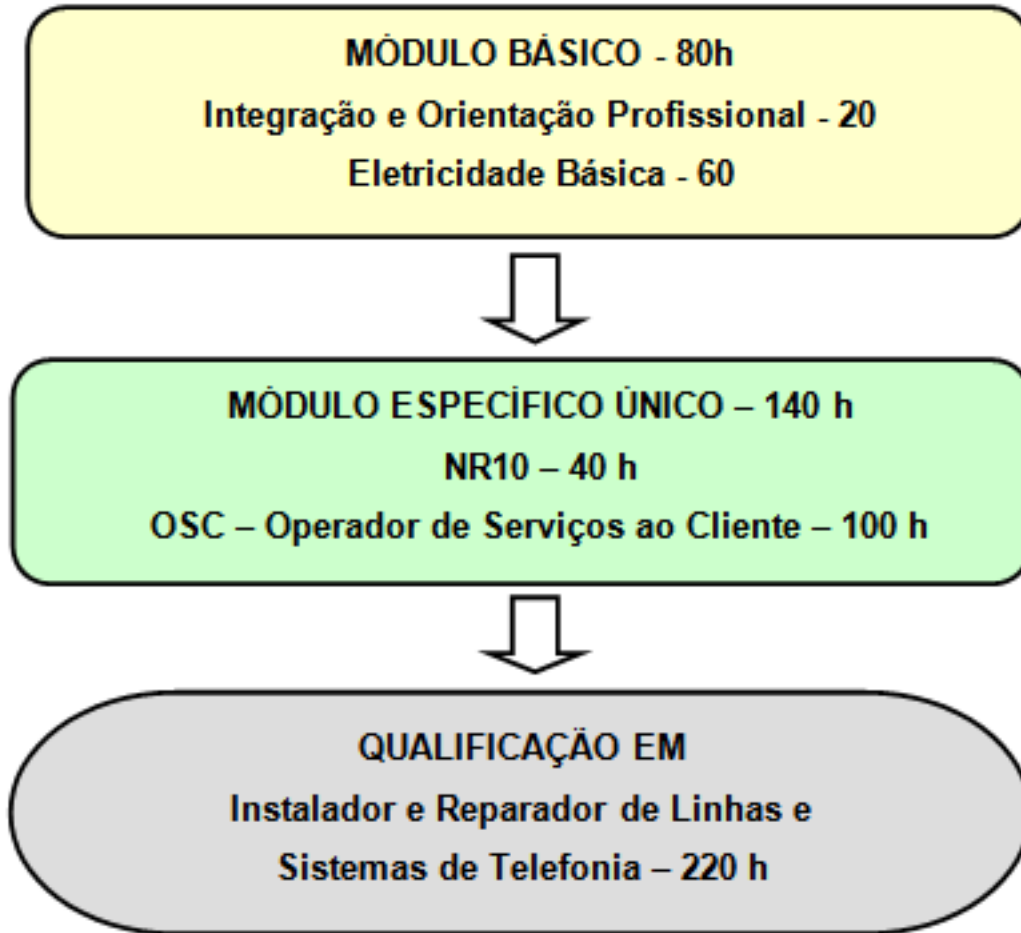 MÓDULO BÁSICO - 80h
Integração e Orientação Profissional - 20
Eletricidade Básica - 60
MÓDULO ESPECÍFICO ÚNICO – 140 h
NR10 – 40 h
OSC – Operador de Serviços ao Cliente – 100 h
QUALIFICAÇÃO EM
Instalador e Reparador de Linhas e
Sistemas de Telefonia – 220 h